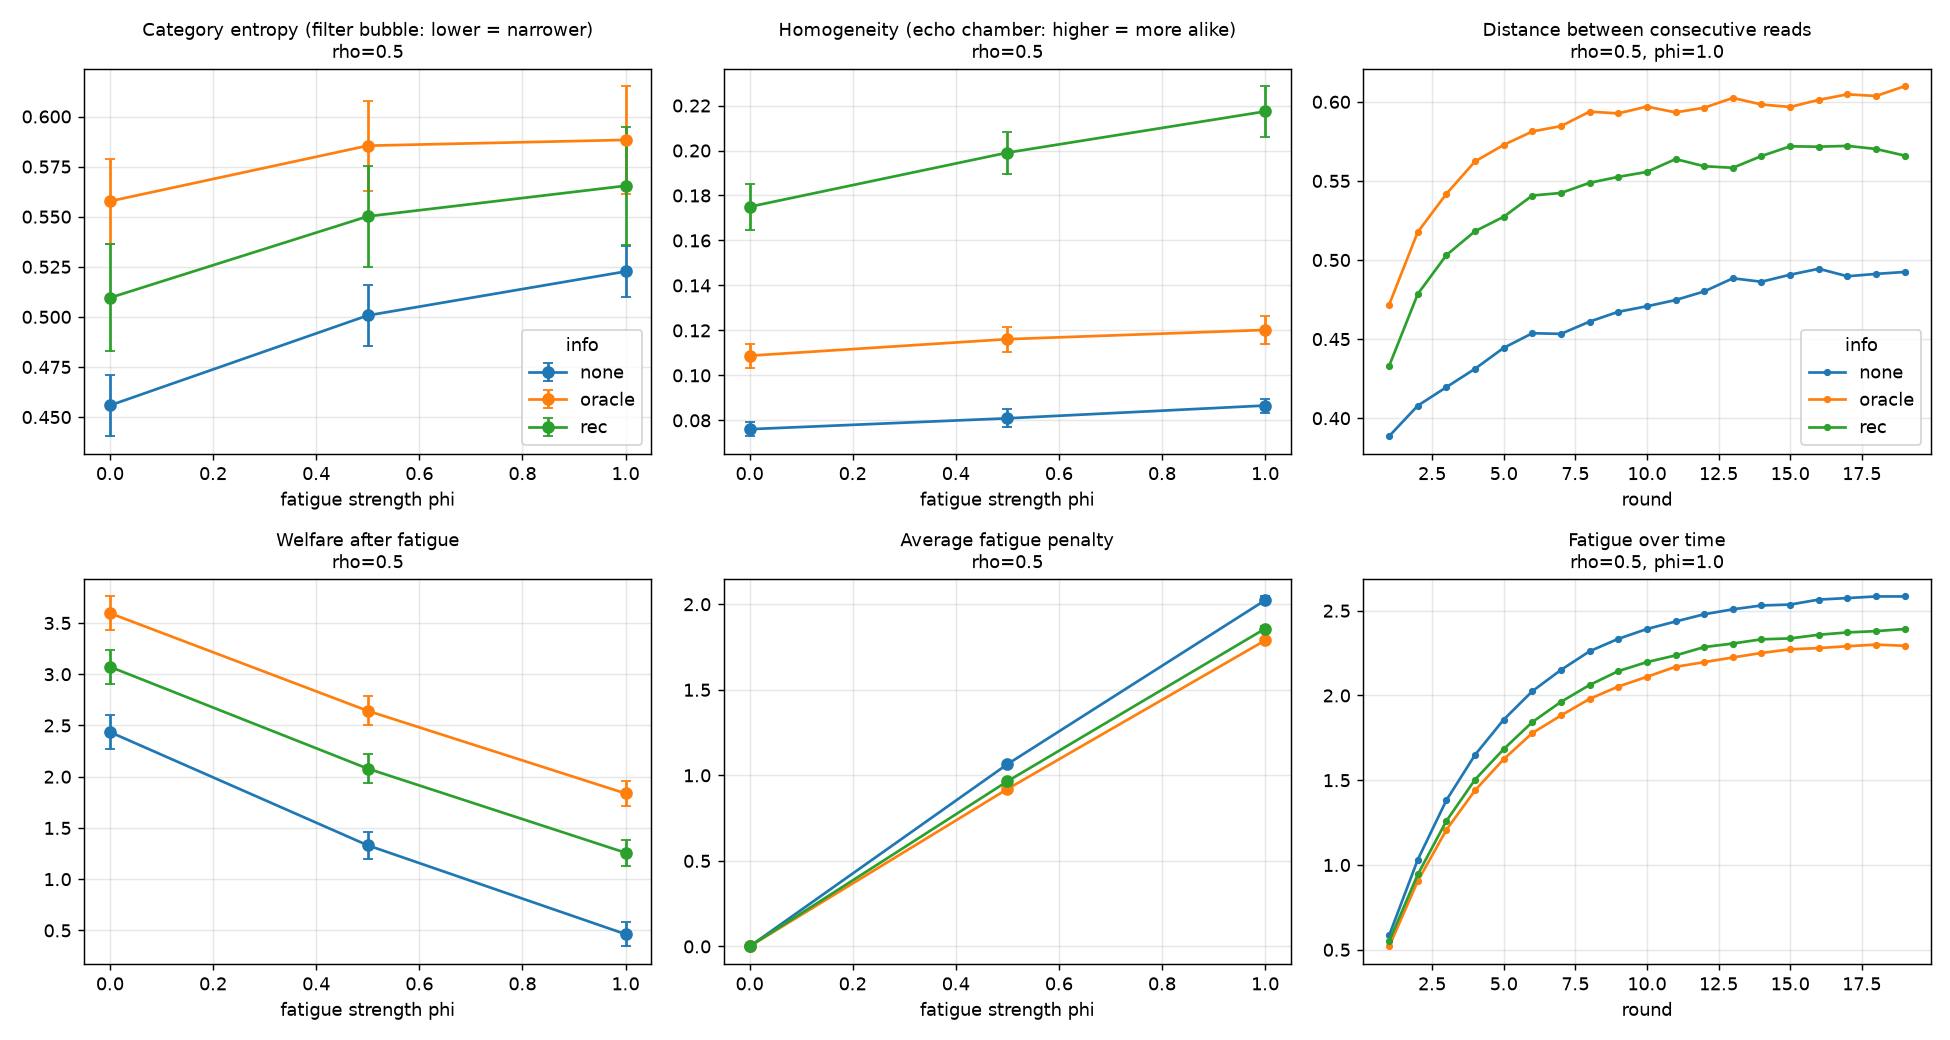 Category entropy (filter bubble: lower = narrower)
rho=0.5
0.600
0.575
0.550
0.525
0.500
0.475
0.450
info
none
oracle
rec
0.0 0.2 0.4 0.6 0.8 1.0
fatigue strength phi
Homogeneity (echo chamber: higher = more alike)
rho=0.5
0.22
0.20
0.18
0.16
0.14
0.12
0.10
0.08
0.0 0.2 0.4 0.6 0.8 1.0
fatigue strength phi
Distance between consecutive reads
rho=0.5, phi=1.0
0.60
0.55
0.50
0.45
0.40
info
none
oracle
rec
2.5 5.0 7.5 10.0 12.5 15.0 17.5
round
Welfare after fatigue
rho=0.5
3.5
3.0
2.5
2.0
1.5
1.0
0.5
0.0 0.2 0.4 0.6 0.8 1.0
fatigue strength phi
Average fatigue penalty
rho=0.5
2.0
1.5
1.0
0.5
0.0
0.0 0.2 0.4 0.6 0.8 1.0
fatigue strength phi
Fatigue over time
rho=0.5, phi=1.0
2.5
2.0
1.5
1.0
0.5
2.5 5.0 7.5 10.0 12.5 15.0 17.5
round